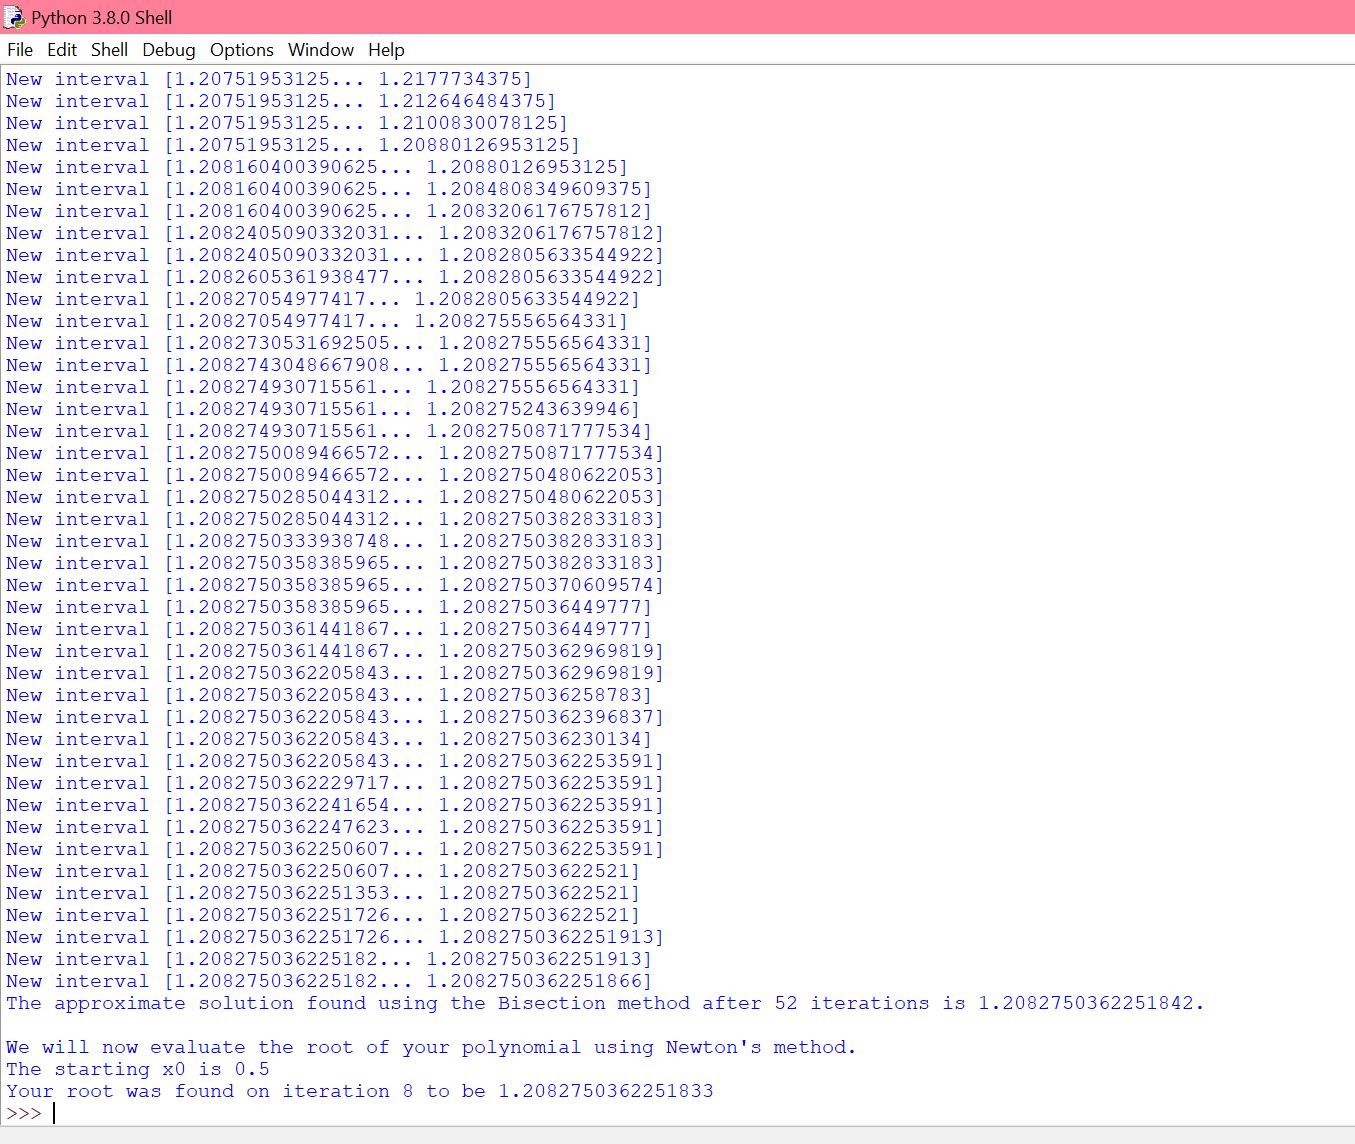 Python 3.8.0 Shell
File Edit Shell Debug Options Window Help
New interval [1.20751953125... 1.2177734375]
New interval [1.20751953125... 1.212646484375]
New interval [1.20751953125... 1.2100830078125]
New interval [1.20751953125... 1.20880126953125]
New interval [1.208160400390625... 1.20880126953125]
New interval [1.208160400390625... 1.2084808349609375]
New interval [1.208160400390625... 1.2083206176757812]
New interval [1.2082405090332031... 1.2083206176757812]
New interval [1.2082405090332031... 1.2082805633544922]
New interval [1.2082605361938477... 1.2082805633544922]
New interval [1.20827054977417... 1.2082805633544922]
New interval [1.20827054977417... 1.208275556564331]
New interval [1.2082730531692505... 1.208275556564331]
New interval [1.2082743048667908... 1.208275556564331]
New interval [1.208274930715561... 1.208275556564331]
New interval [1.208274930715561... 1.208275243639946]
New interval [1.208274930715561... 1.2082750871777534]
New interval [1.2082750089466572... 1.2082750871777534]
New interval [1.2082750089466572... 1.2082750480622053]
New interval [1.2082750285044312... 1.2082750480622053]
New interval [1.2082750285044312... 1.2082750382833183]
New interval [1.2082750333938748... 1.2082750382833183]
New interval [1.2082750358385965... 1.2082750382833183]
New interval [1.2082750358385965... 1.2082750370609574]
New interval [1.2082750358385965... 1.208275036449777]
New interval [1.2082750361441867... 1.208275036449777]
New interval [1.2082750361441867... 1.2082750362969819]
New interval [1.2082750362205843... 1.2082750362969819]
New interval [1.2082750362205843... 1.208275036258783]
New interval [1.2082750362205843... 1.2082750362396837]
New interval [1.2082750362205843... 1.208275036230134]
New interval [1.2082750362205843... 1.2082750362253591]
New interval [1.2082750362229717... 1.2082750362253591]
New interval [1.2082750362241654... 1.2082750362253591]
New interval [1.2082750362247623... 1.2082750362253591]
New interval [1.2082750362250607... 1.2082750362253591]
New interval [1.2082750362250607... 1.20827503622521]
New interval [1.2082750362251353... 1.20827503622521]
New interval [1.2082750362251726... 1.20827503622521]
New interval [1.2082750362251726... 1.2082750362251913]
New interval [1.208275036225182... 1.2082750362251913]
New interval [1.208275036225182... 1.2082750362251866]
The approximate solution found using the Bisection method after 52 iterations is 1.2082750362251842.
We will now evaluate the root of your polynomial using Newton's method.
The starting x0 is 0.5
Your root was found on iteration 8 to be 1.2082750362251833
>>>